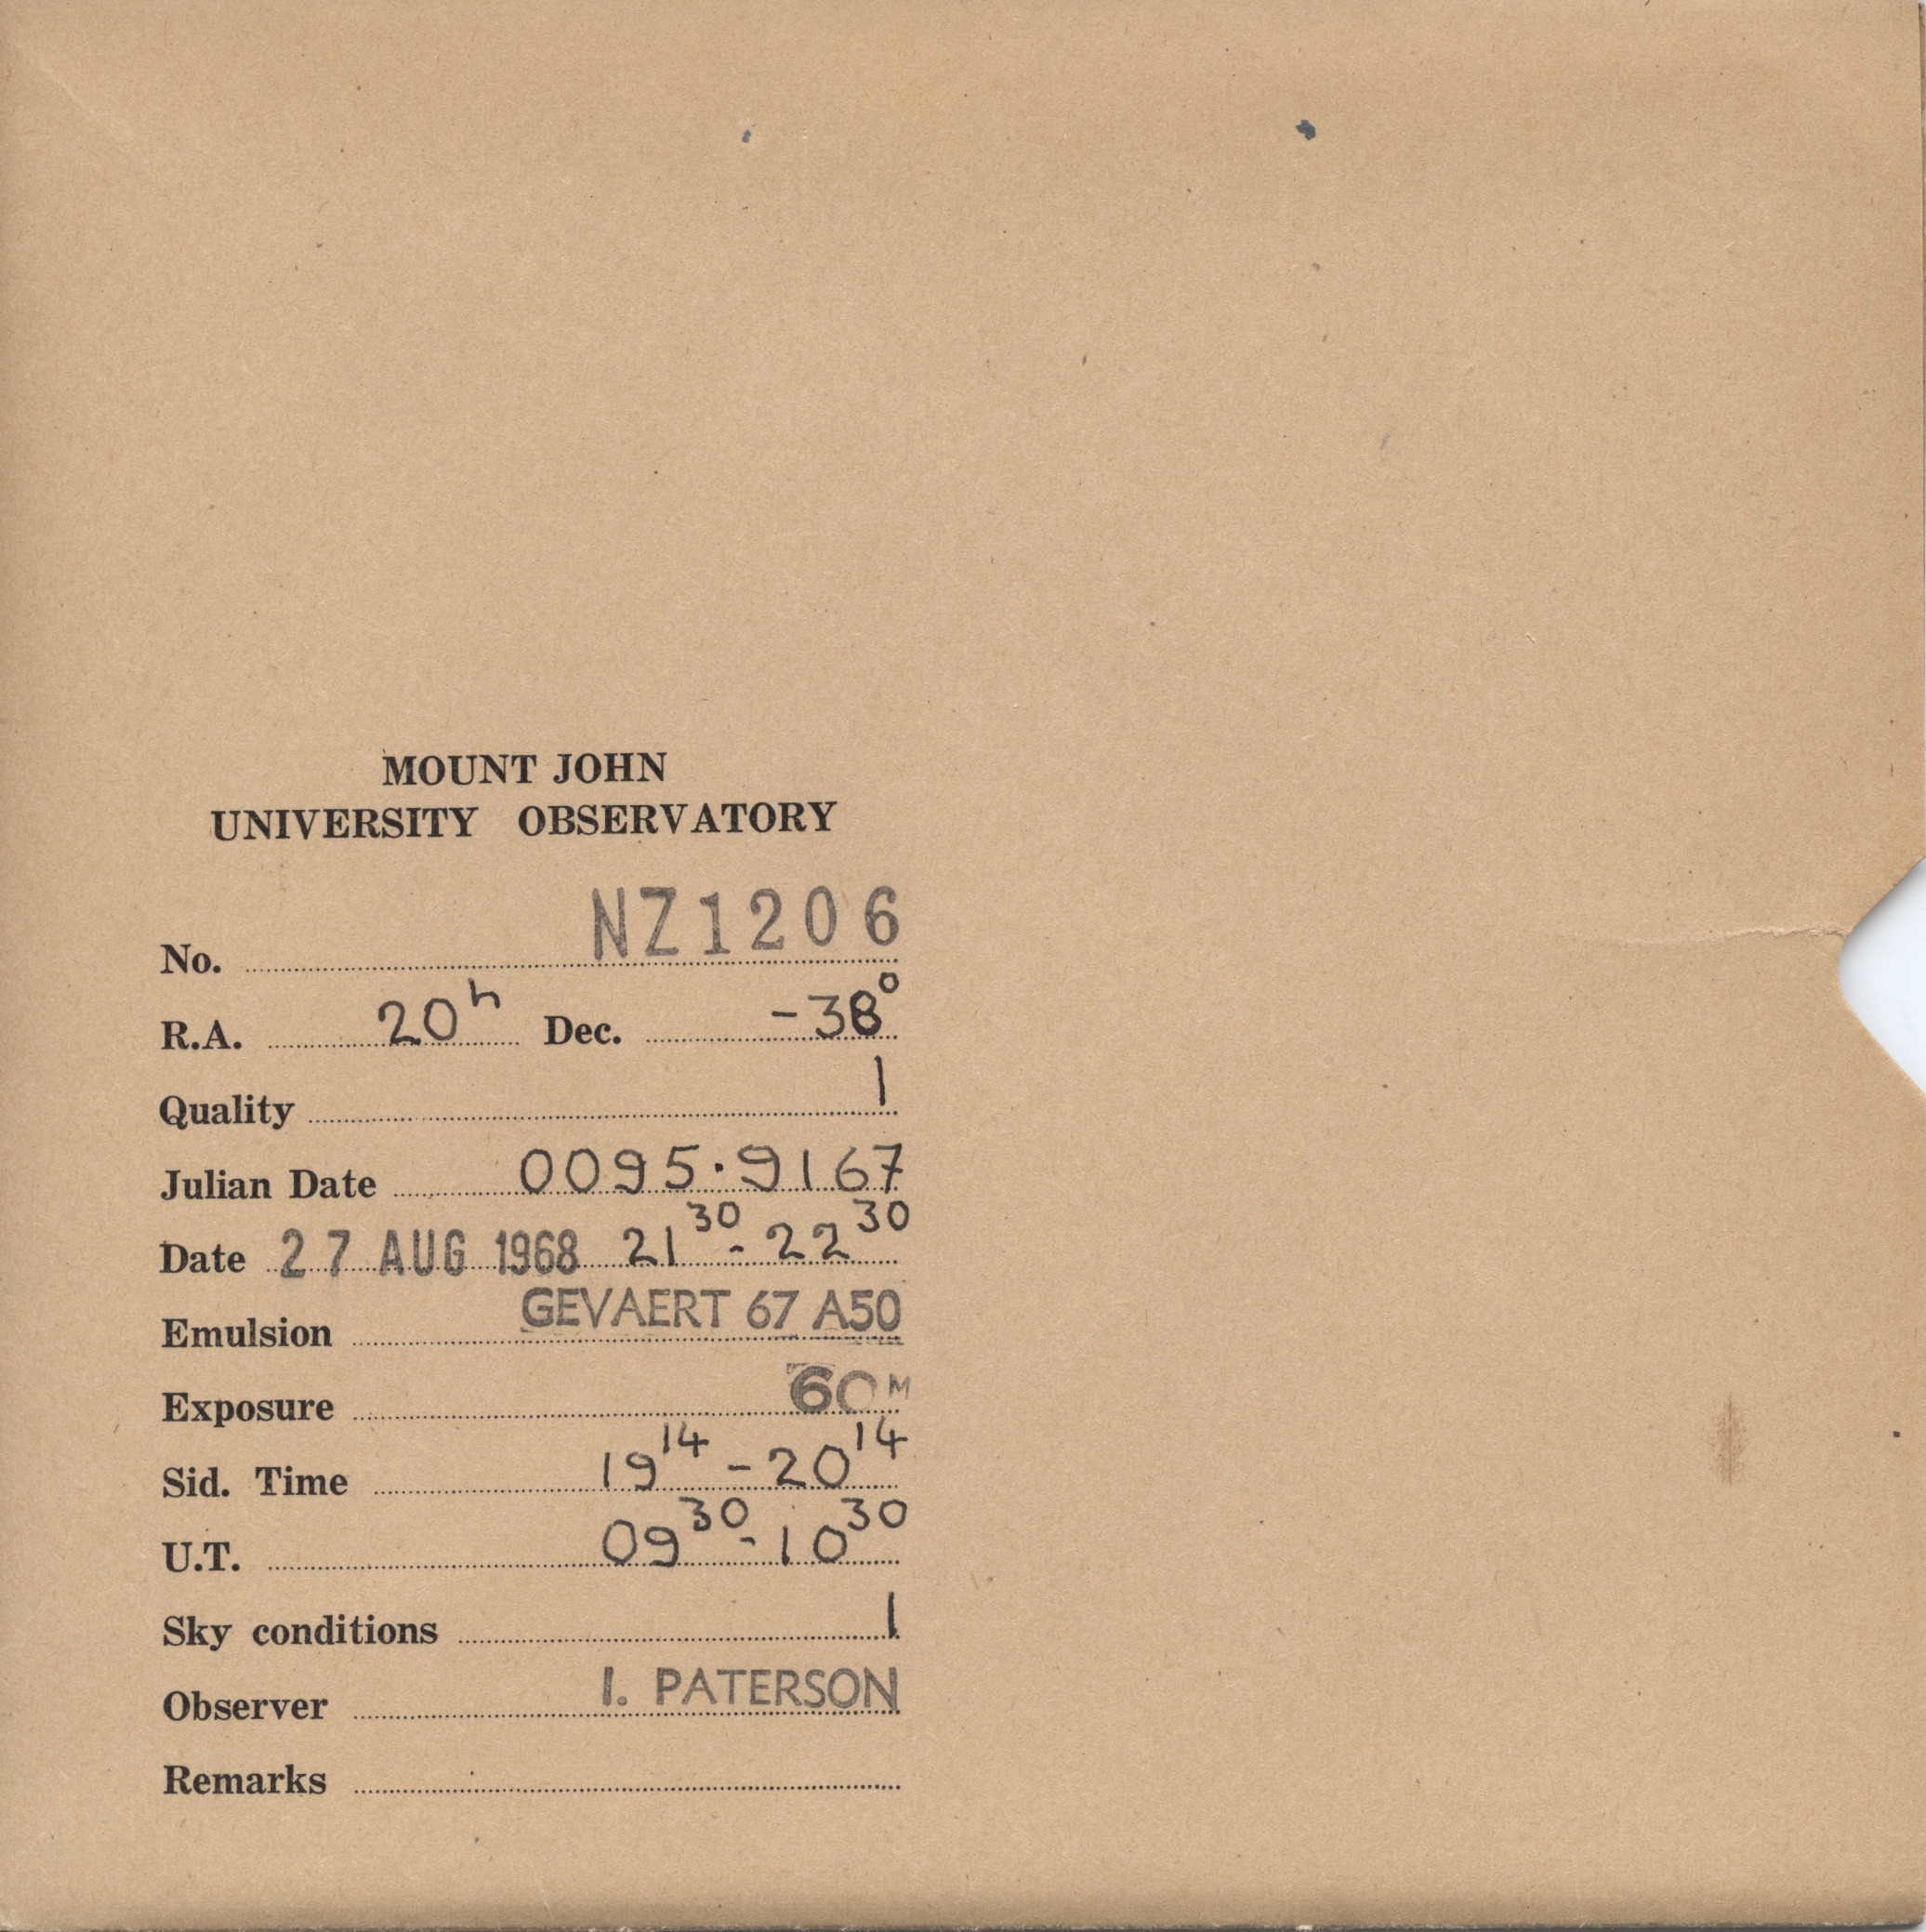 MOUNT JOHN
UNIVERSITY OBSERVATORY
No. NZ1206
R.A. 20h Dec. -38°
Quality 1
Julian Date 0095.9167
Date 27 AUG 1968 21 30 - 22 30
Emulsion GEVAERT 67 A50
Exposure 60M
Sid. Time 19 14 - 20 14
U.T. 09 30 - 10 30
Sky conditions 1
Observer I. PATERSON
Remarks